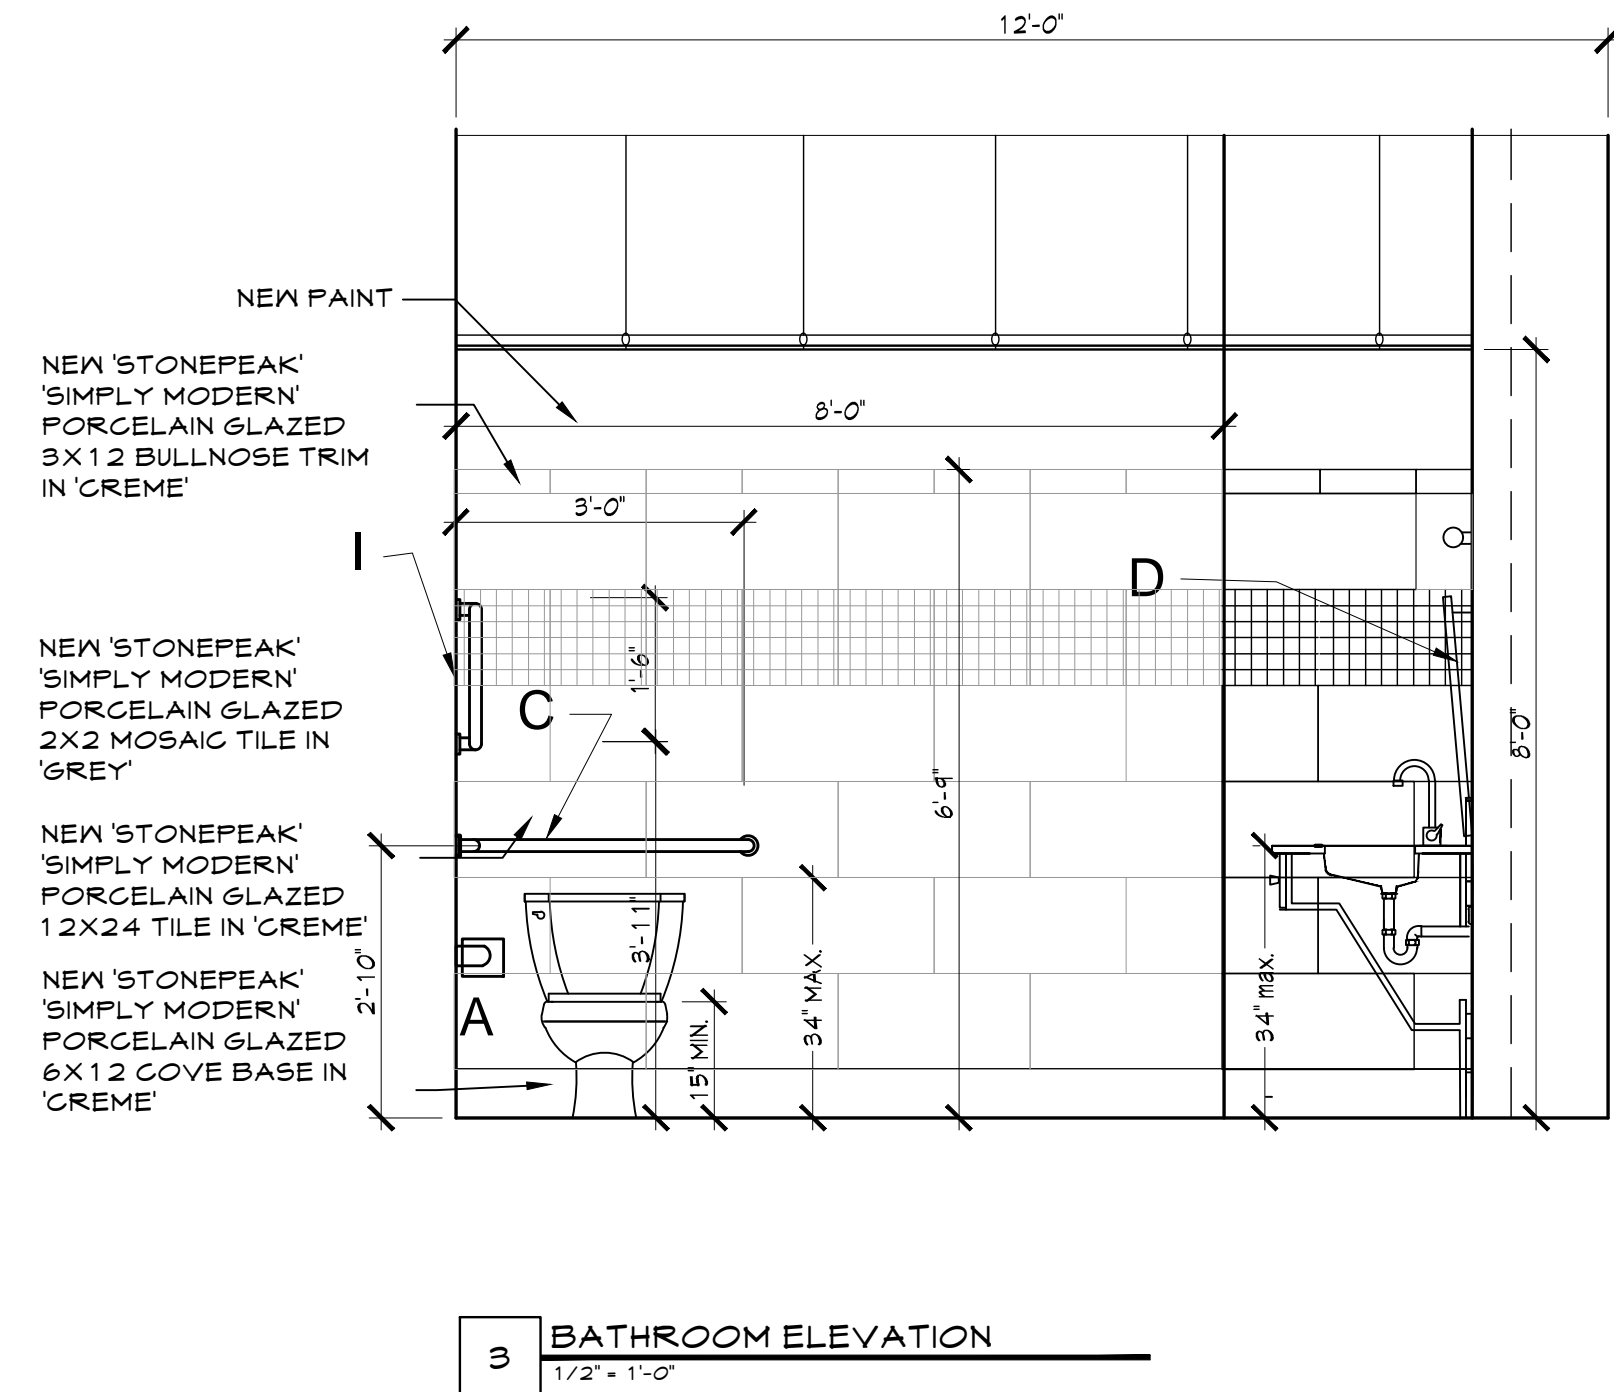 12'-0"
NEW PAINT
NEW 'STONEPEAK'
'SIMPLY MODERN'
PORCELAIN GLAZED
3X12 BULLNOSE TRIM
IN 'CREME'
8'-0"
3'-0"
I
D
NEW 'STONEPEAK'
'SIMPLY MODERN'
PORCELAIN GLAZED
2X2 MOSAIC TILE IN
'GREY'
1'-6"
C
8'-0"
6'-9"
NEW 'STONEPEAK'
'SIMPLY MODERN'
PORCELAIN GLAZED
12X24 TILE IN 'CREME'
2'-10"
3'-11"
34" MAX.
34" max.
A
15" MIN.
NEW 'STONEPEAK'
'SIMPLY MODERN'
PORCELAIN GLAZED
6X12 COVE BASE IN
'CREME'
3
BATHROOM ELEVATION
1/2" = 1'-0"